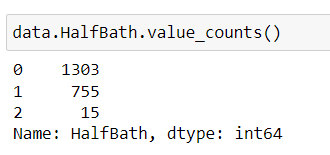 data.HalfBath.value_counts()
0    1303
1     755
2      15
Name: HalfBath, dtype: int64